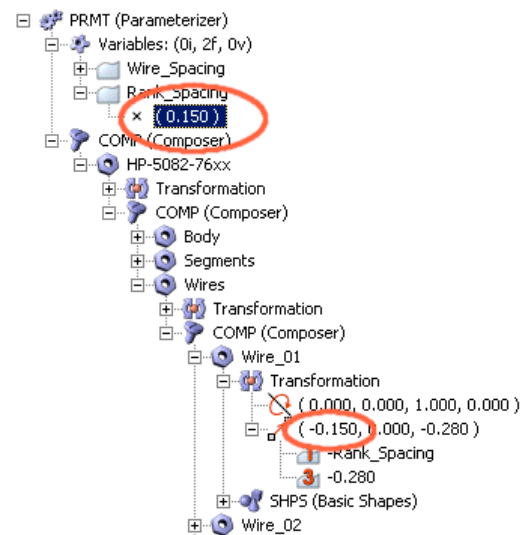 PRMT (Parameterizer)
Variables: (0i, 2f, 0v)
Wire_Spacing
Rank_Spacing
( 0.150 )
COMP (Composer)
HP-5082-76xx
Transformation
COMP (Composer)
Body
Segments
Wires
Transformation
COMP (Composer)
Wire_01
Transformation
( 0.000, 0.000, 1.000, 0.000 )
( -0.150, 0.000, -0.280 )
1 -Rank_Spacing
3 -0.280
SHPS (Basic Shapes)
Wire_02